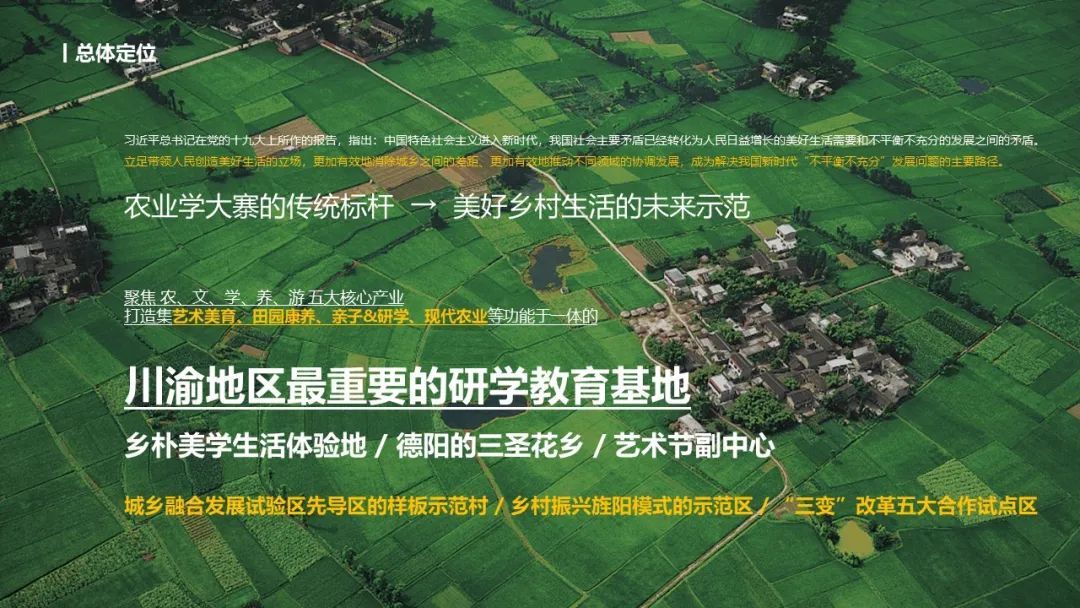 | 总体定位
习近平总书记在党的十九大上所作的报告，指出：中国特色社会主义进入新时代，我国社会主要矛盾已经转化为人民日益增长的美好生活需要和不平衡不充分的发展之间的矛盾。
立足带领人民创造美好生活的立场，更加有效地消除城乡之间的差距、更加有效地推动不同领域的协调发展，成为解决我国新时代“不平衡不充分”发展问题的主要路径。
农业学大寨的传统标杆 → 美好乡村生活的未来示范
聚焦 农、文、学、养、游 五大核心产业
打造集艺术美育、田园康养、亲子&研学、现代农业等功能于一体的
川渝地区最重要的研学教育基地
乡朴美学生活体验地 / 德阳的三圣花乡 / 艺术节副中心
城乡融合发展试验区先导区的样板示范村 / 乡村振兴旌阳模式的示范区 / “三变”改革五大合作试点区